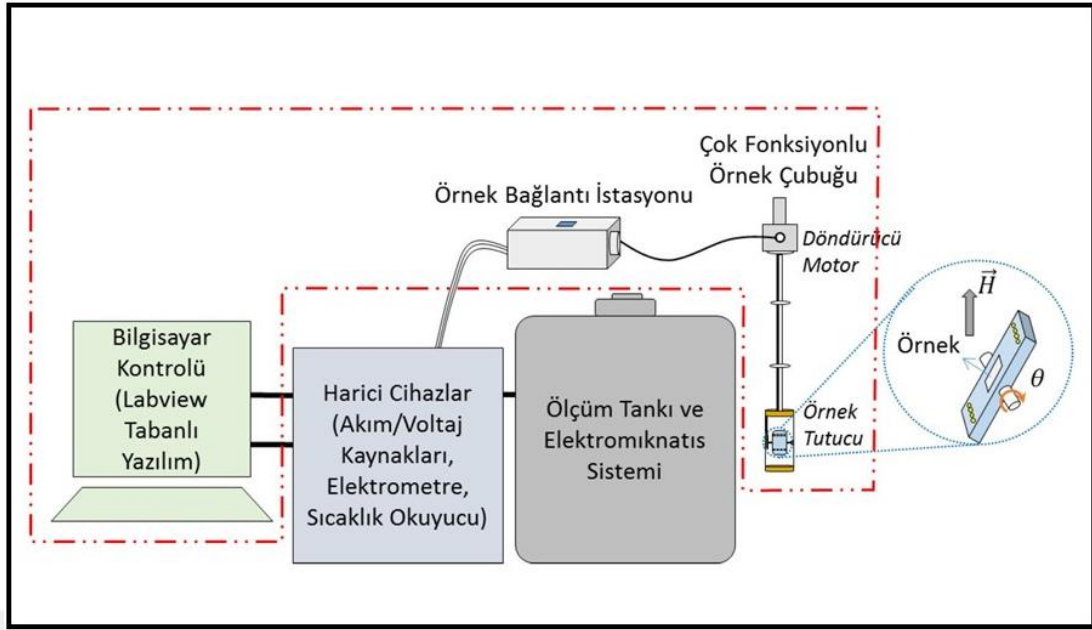 Çok Fonksiyonlu
Örnek Çubuğu
Örnek Bağlantı İstasyonu
Döndürücü
Motor
H
Bilgisayar
Kontrolü
(Labview
Tabanlı
Yazılım)
Harici Cihazlar
(Akım/Voltaj
Kaynakları,
Elektrometre,
Sıcaklık Okuyucu)
Ölçüm Tankı ve
Elektromıknatıs
Sistemi
Örnek
Tutucu
Örnek
θ